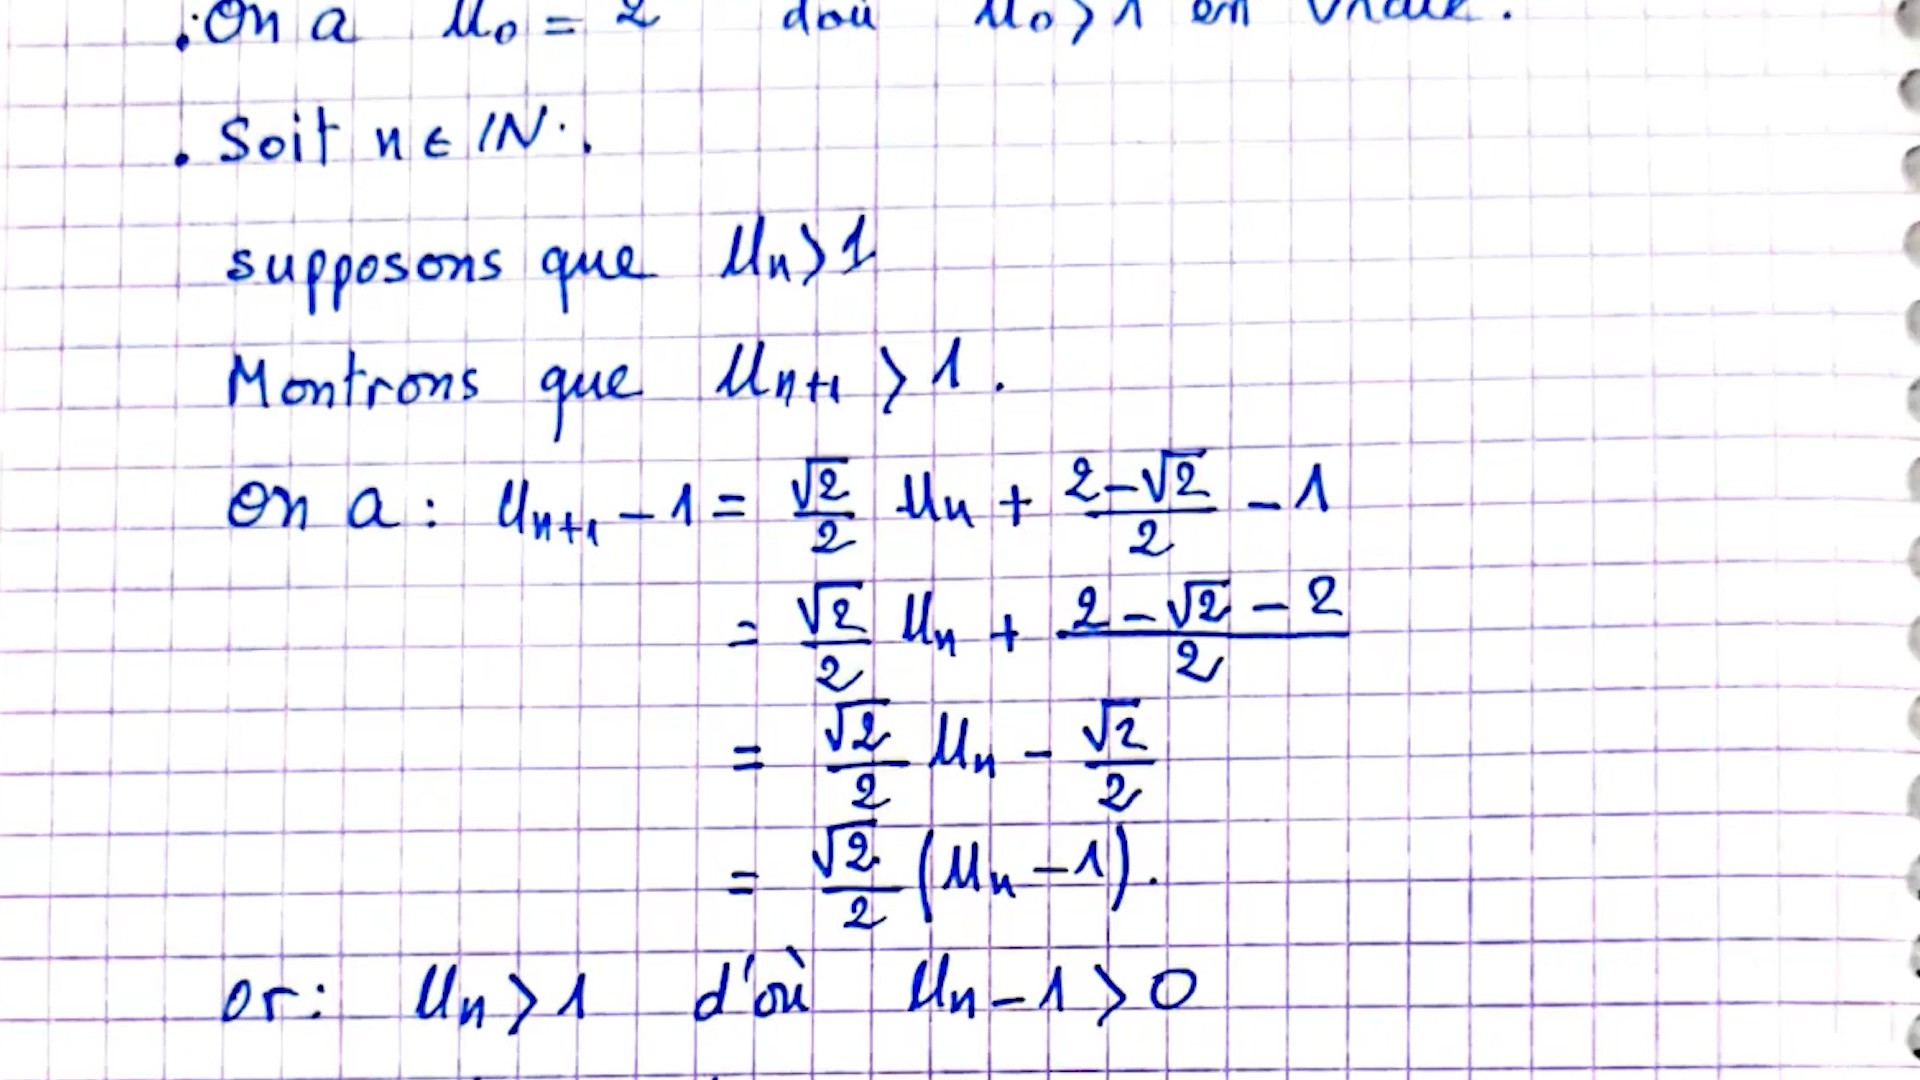 .On a U₀ = 2 d'où U₀ > 1 en vraie.
. Soit n ∈ IN.
supposons que Uₙ > 1
Montrons que Uₙ₊₁ > 1.
On a : Uₙ₊₁ - 1 = √2/2 Uₙ + (2-√2)/2 - 1
= √2/2 Uₙ + (2 - √2 - 2)/2
= √2/2 Uₙ - √2/2
= √2/2 (Uₙ - 1).
or : Uₙ > 1 d'où Uₙ - 1 > 0